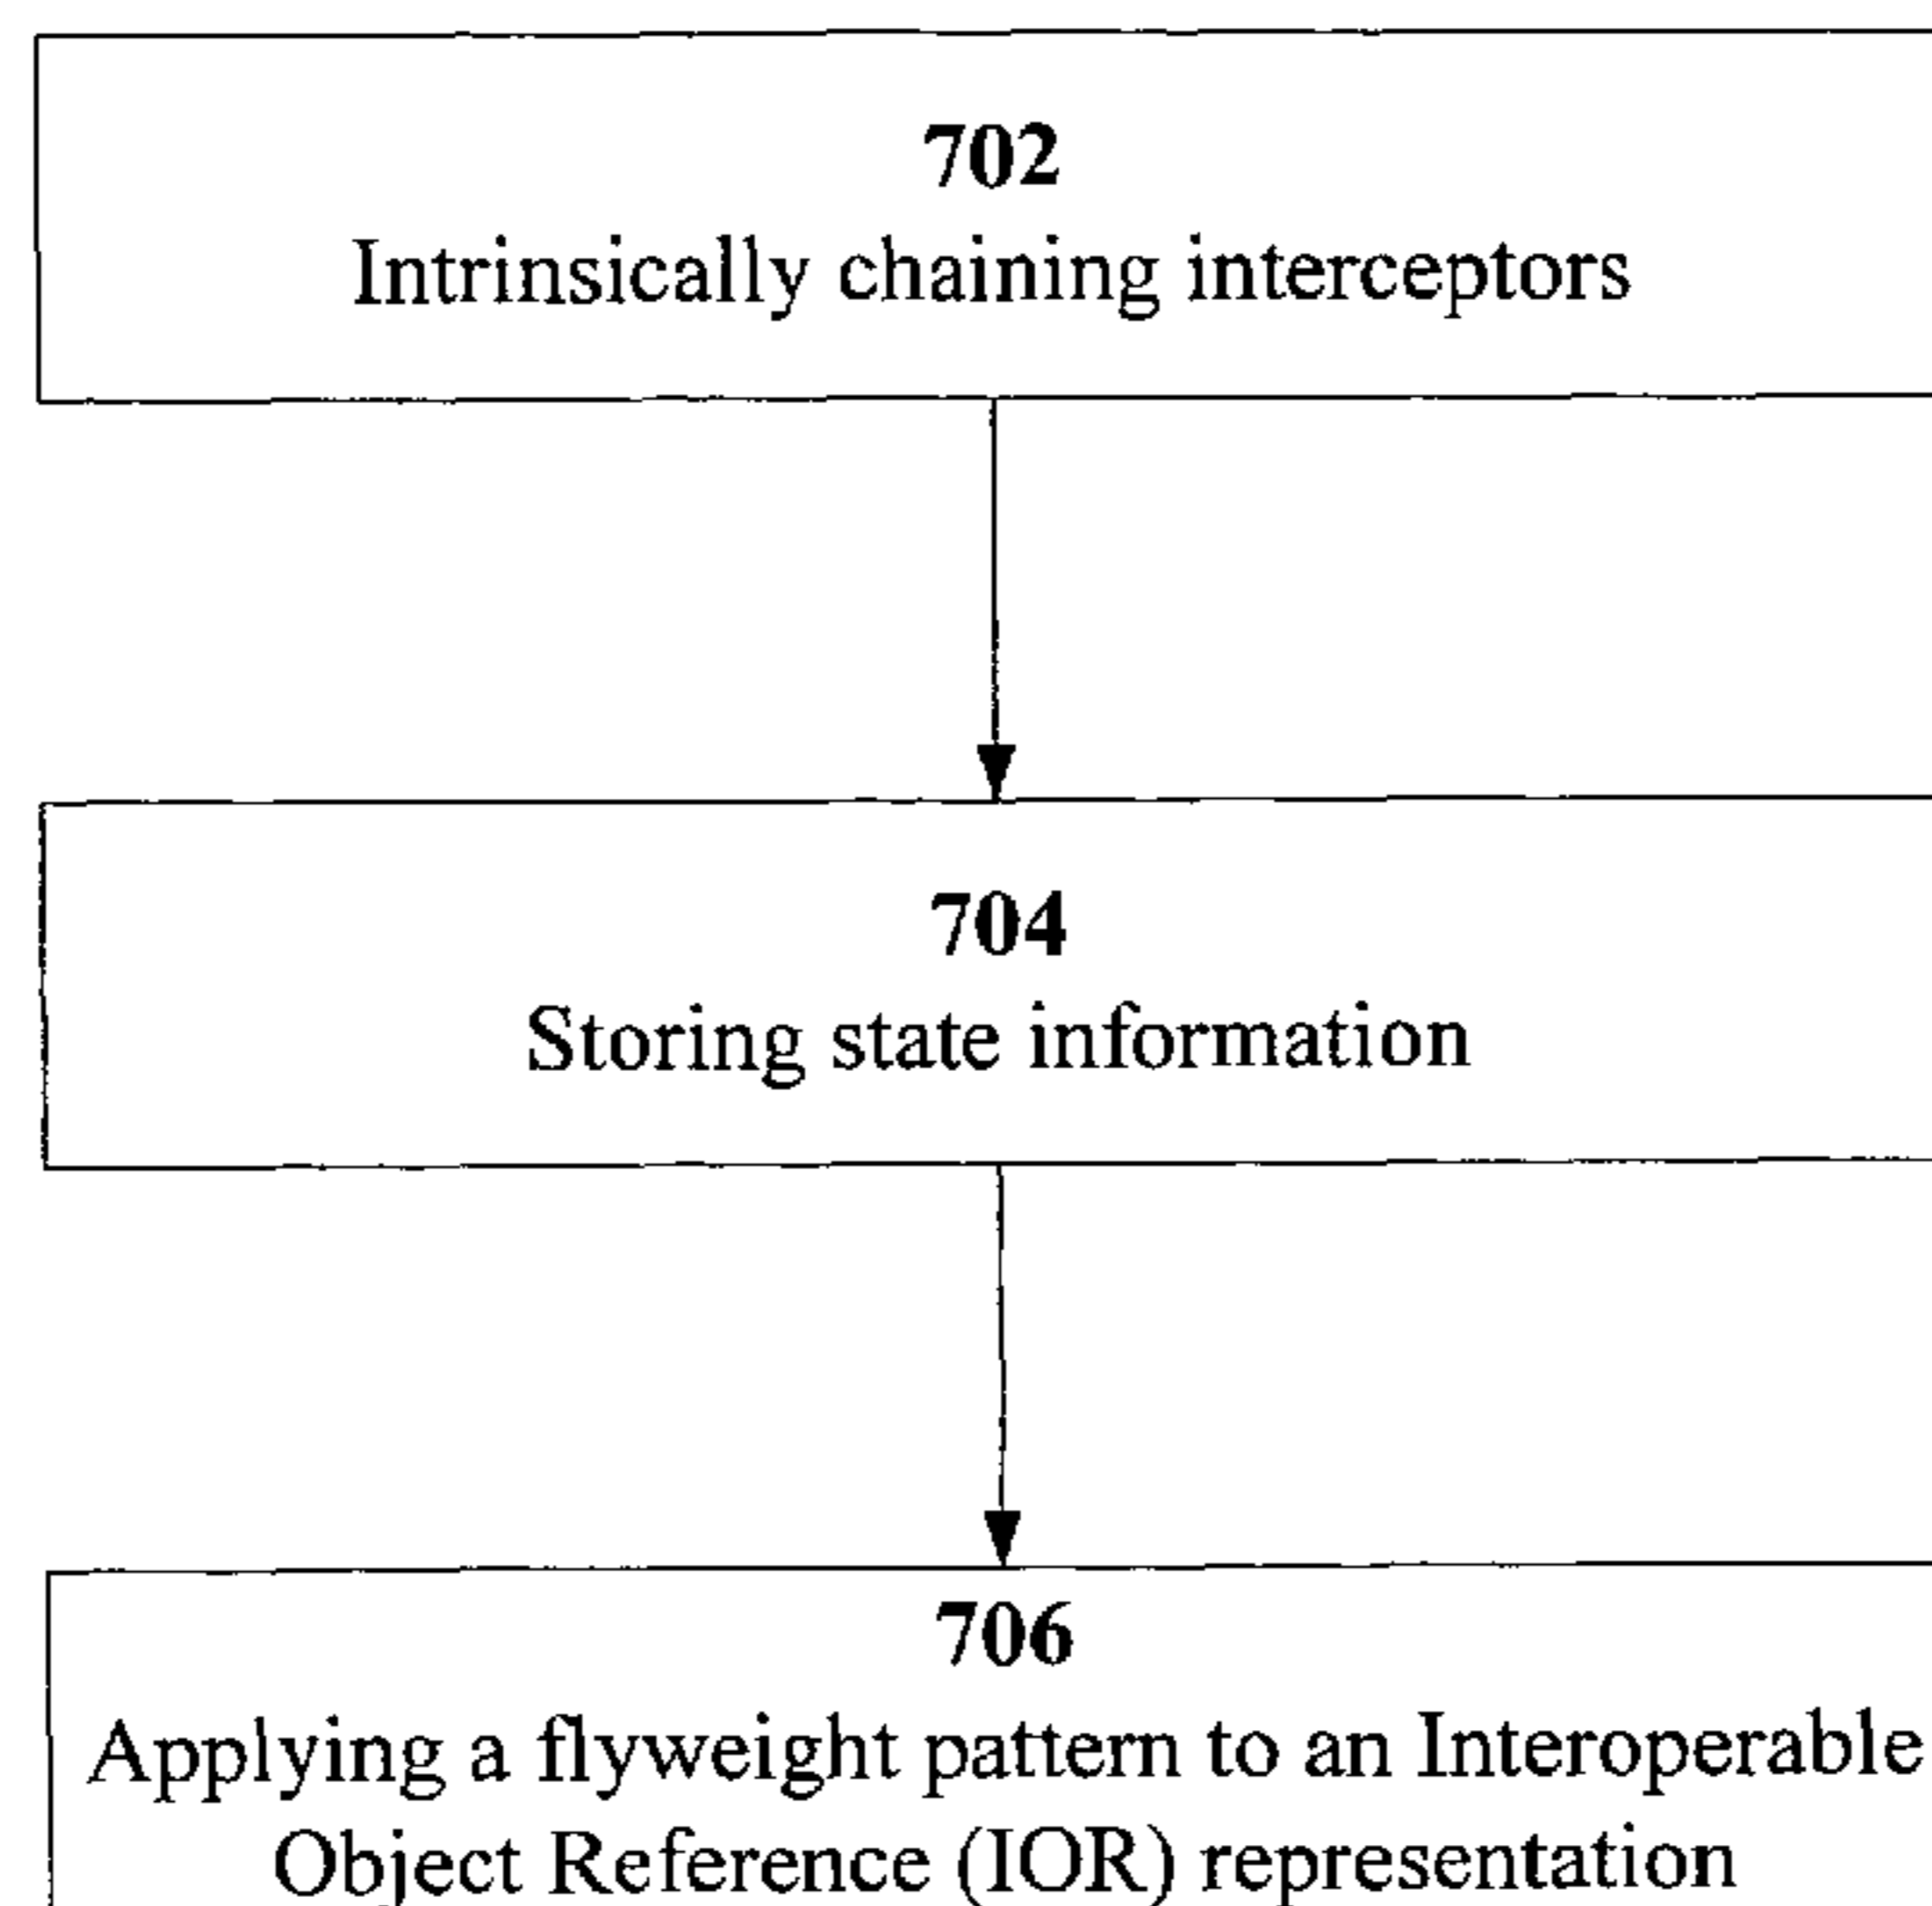 702
Intrinsically chaining interceptors
704
Storing state information
706
Applying a flyweight pattern to an Interoperable
Object Reference (IOR) representation